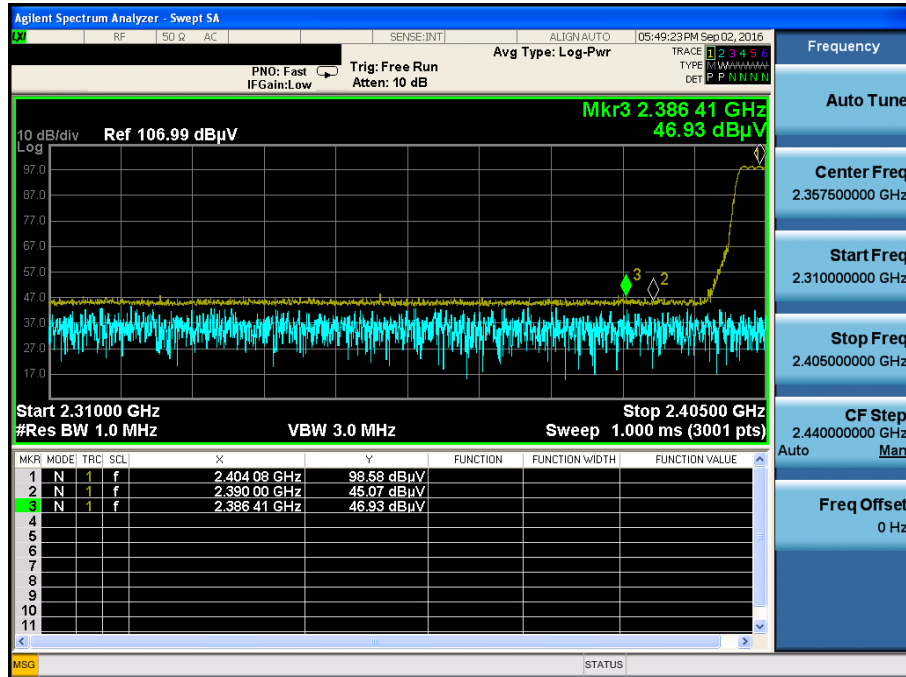 Agilent Spectrum Analyzer - Swept SA
LXI RF 50 Ω AC SENSE:INT ALIGN AUTO 05:49:23 PM Sep 02, 2016
PNO: Fast
IFGain:Low
Trig: Free Run
Atten: 10 dB
Avg Type: Log-Pwr
TRACE 1 2 3 4 5 6
TYPE M
DET P P N N N N
Mkr3 2.386 41 GHz
46.93 dBµV
10 dB/div Ref 106.99 dBµV
Log
97.0
87.0
77.0
67.0
57.0
47.0
37.0
27.0
17.0
3
2
Start 2.31000 GHz Stop 2.40500 GHz
#Res BW 1.0 MHz VBW 3.0 MHz Sweep 1.000 ms (3001 pts)
MKR MODE TRC SCL X Y FUNCTION FUNCTION WIDTH FUNCTION VALUE
1 N 1 f 2.404 08 GHz 98.58 dBµV
2 N 1 f 2.390 00 GHz 45.07 dBµV
3 N 1 f 2.386 41 GHz 46.93 dBµV
4
5
6
7
8
9
10
11
MSG STATUS
Frequency
Auto Tune
Center Freq
2.357500000 GHz
Start Freq
2.310000000 GHz
Stop Freq
2.405000000 GHz
CF Step
2.440000000 GHz
Auto Man
Freq Offset
0 Hz